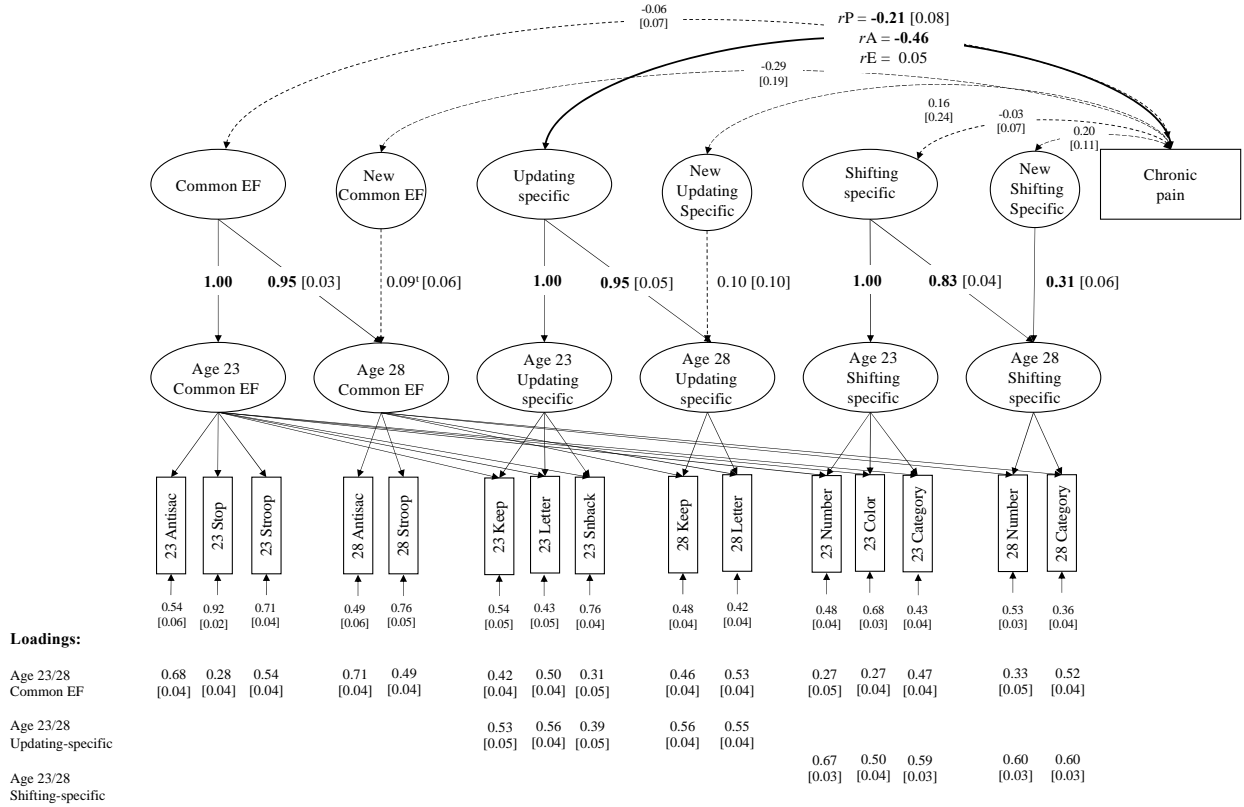 -0.06
[0.07]
rP = -0.21 [0.08]
rA = -0.46
rE = 0.05
-0.29
[0.19]
0.16
[0.24]
-0.03
[0.07]
0.20
[0.11]
Common EF
New
Common EF
Updating
specific
New
Updating
Specific
Shifting
specific
New
Shifting
Specific
Chronic
pain
1.00
0.95 [0.03]
0.09ᵗ [0.06]
1.00
0.95 [0.05]
0.10 [0.10]
1.00
0.83 [0.04]
0.31 [0.06]
Age 23
Common EF
Age 28
Common EF
Age 23
Updating
specific
Age 28
Updating
specific
Age 23
Shifting
specific
Age 28
Shifting
specific
23 Antisac
23 Stop
23 Stroop
28 Antisac
28 Stroop
23 Keep
23 Letter
23 Snback
28 Keep
28 Letter
23 Number
23 Color
23 Category
28 Number
28 Category
0.54 0.92 0.71 0.49 0.76 0.54 0.43 0.76 0.48 0.42 0.48 0.68 0.43 0.53 0.36
[0.06] [0.02] [0.04] [0.06] [0.05] [0.05] [0.05] [0.04] [0.04] [0.04] [0.04] [0.03] [0.04] [0.03] [0.04]
Loadings:
Age 23/28 0.68 0.28 0.54 0.71 0.49 0.42 0.50 0.31 0.46 0.53 0.27 0.27 0.47 0.33 0.52
Common EF [0.04] [0.04] [0.04] [0.04] [0.04] [0.04] [0.04] [0.05] [0.04] [0.04] [0.05] [0.04] [0.04] [0.05] [0.04]
Age 23/28 0.53 0.56 0.39 0.56 0.55
Updating-specific [0.05] [0.04] [0.05] [0.04] [0.04]
0.67 0.50 0.59 0.60 0.60
Age 23/28 [0.03] [0.04] [0.03] [0.03] [0.03]
Shifting-specific